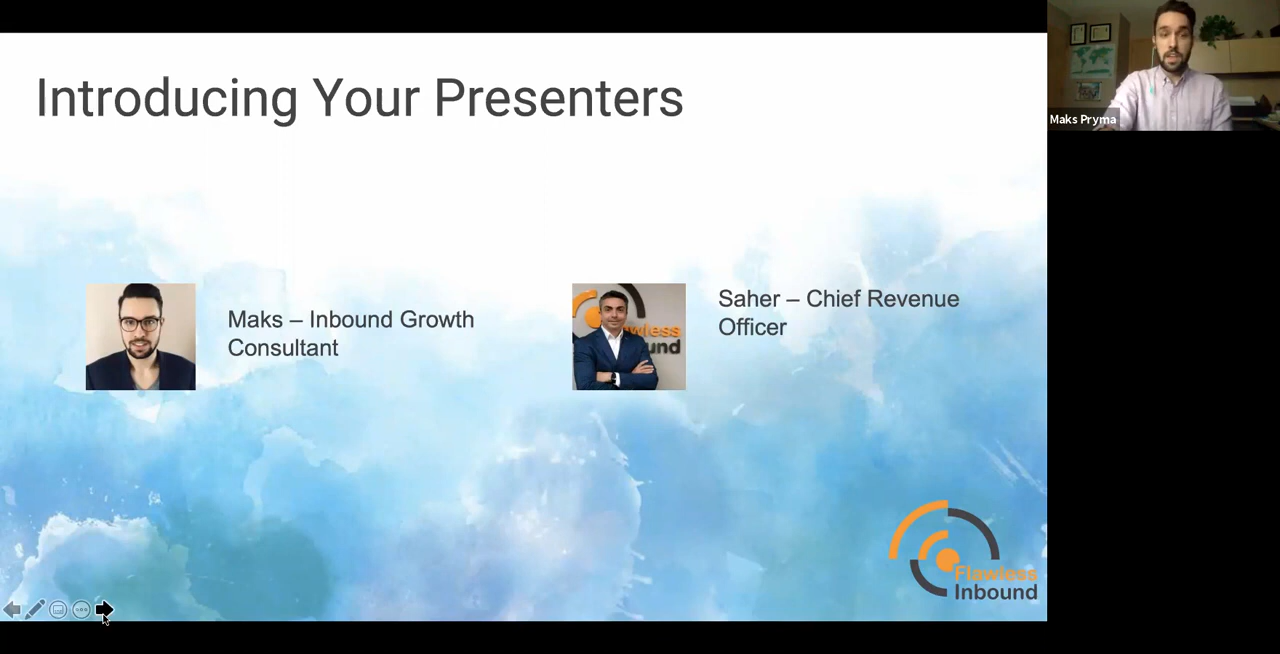 Introducing Your Presenters
Maks Pryma
Maks – Inbound Growth
Consultant
Saher – Chief Revenue
Officer
Flawless
Inbound